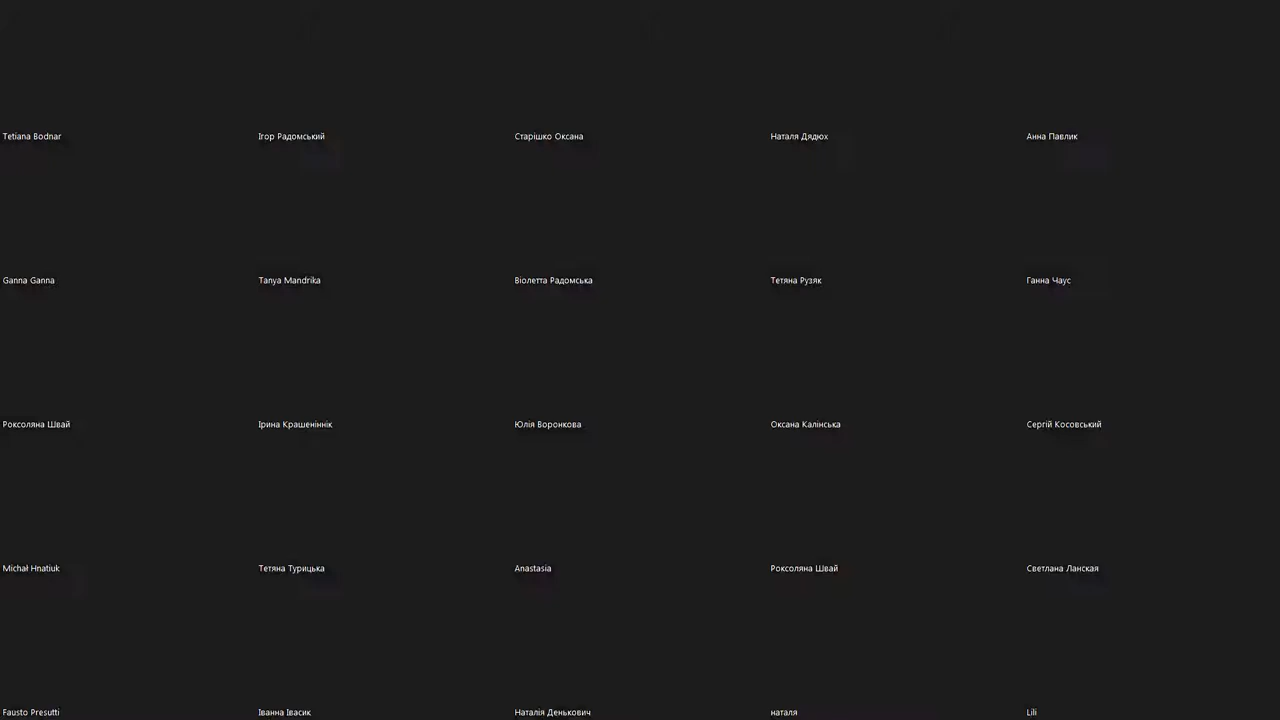 Tetiana Bodnar
Ігор Радомський
Старішко Оксана
Наталя Дядюх
Анна Павлик
Ganna Ganna
Tanya Mandrika
Віолетта Радомська
Тетяна Рузяк
Ганна Чаус
Роксоляна Швай
Ірина Крашеніннік
Юлія Воронкова
Оксана Калінська
Сергій Косовський
Michał Hnatiuk
Тетяна Турицька
Anastasia
Роксоляна Швай
Светлана Ланская
Fausto Presutti
Іванна Івасик
Наталія Денькович
наталя
Lili